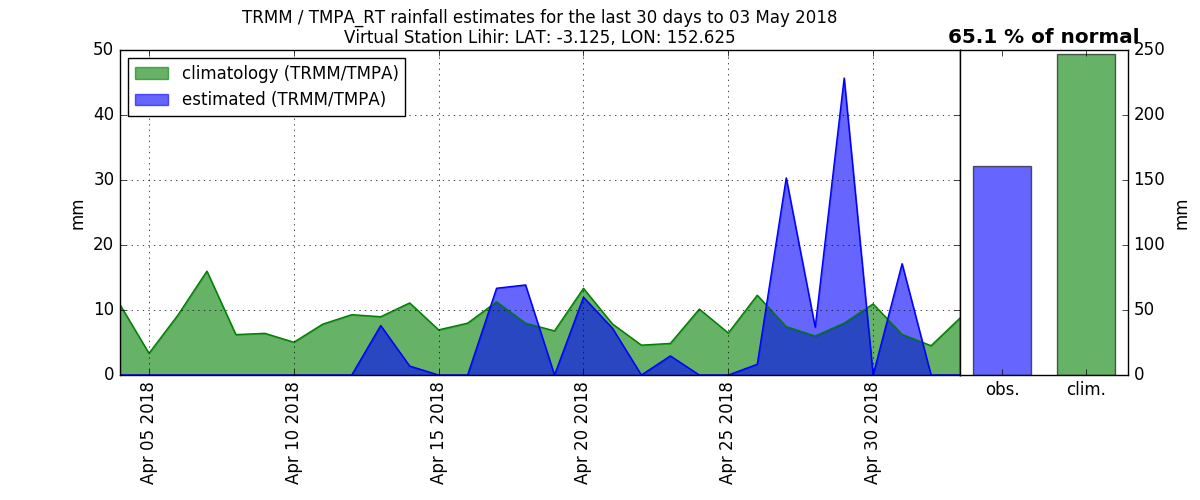 TRMM / TMPA_RT rainfall estimates for the last 30 days to 03 May 2018
Virtual Station Lihir: LAT: -3.125, LON: 152.625
65.1 % of normal
climatology (TRMM/TMPA)
estimated (TRMM/TMPA)
50
40
30
20
10
0
mm
Apr 05 2018
Apr 10 2018
Apr 15 2018
Apr 20 2018
Apr 25 2018
Apr 30 2018
250
200
150
100
50
0
mm
obs.
clim.